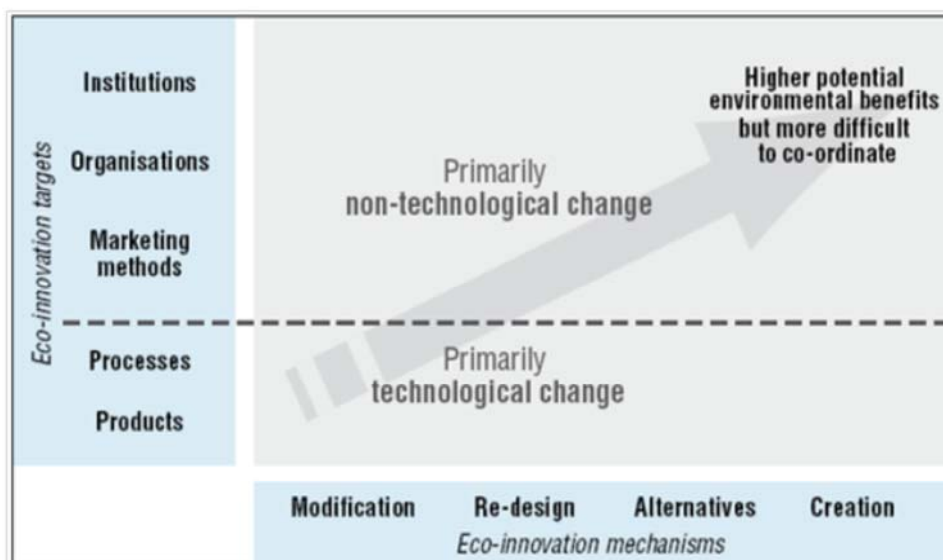 Eco-innovation targets
Institutions
Organisations
Marketing
methods
Processes
Products
Higher potential
environmental benefits
but more difficult
to co-ordinate
Primarily
non-technological change
Primarily
technological change
Modification
Re-design
Alternatives
Creation
Eco-innovation mechanisms